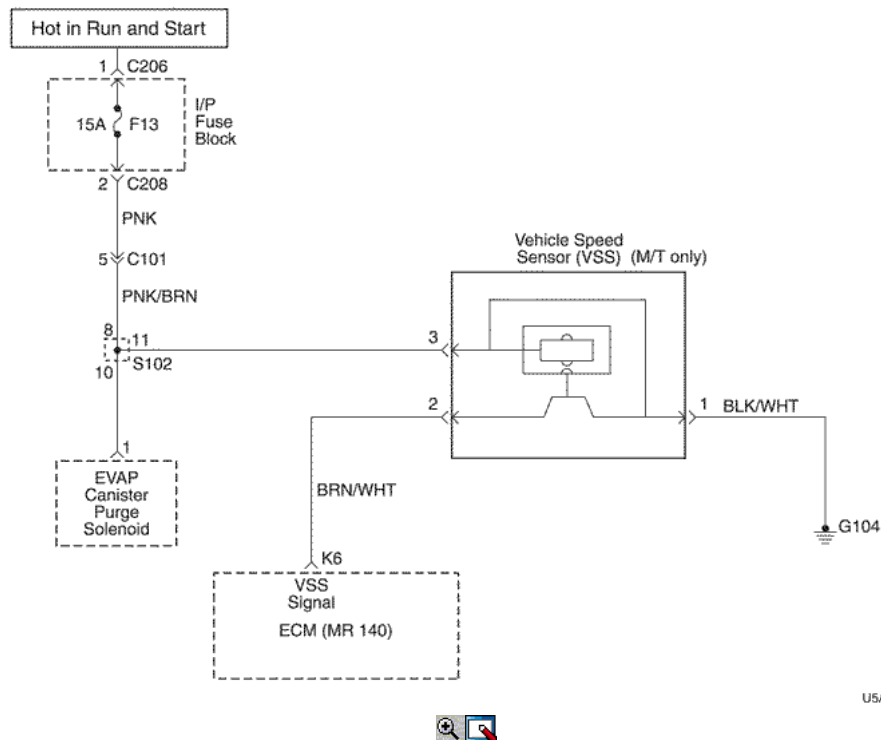 Hot in Run and Start
1 C206
15A F13
I/P
Fuse
Block
2 C208
PNK
5 C101
PNK/BRN
8 11
10 S102
1
EVAP
Canister
Purge
Solenoid
Vehicle Speed
Sensor (VSS) (M/T only)
3
2
1 BLK/WHT
BRN/WHT
G104
K6
VSS
Signal
ECM (MR 140)